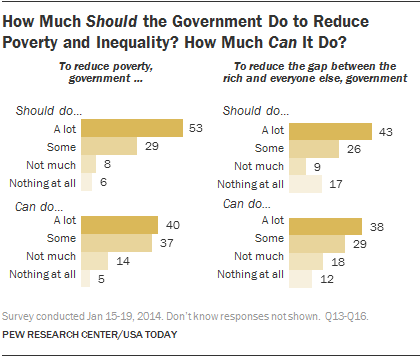 How Much Should the Government Do to Reduce
Poverty and Inequality? How Much Can It Do?
To reduce poverty,
government ...
Should do...
A lot 53
Some 29
Not much 8
Nothing at all 6
Can do...
A lot 40
Some 37
Not much 14
Nothing at all 5
To reduce the gap between the
rich and everyone else, government
Should do...
A lot 43
Some 26
Not much 9
Nothing at all 17
Can do...
A lot 38
Some 29
Not much 18
Nothing at all 12
Survey conducted Jan 15-19, 2014. Don't know responses not shown. Q13-Q16.
PEW RESEARCH CENTER/USA TODAY